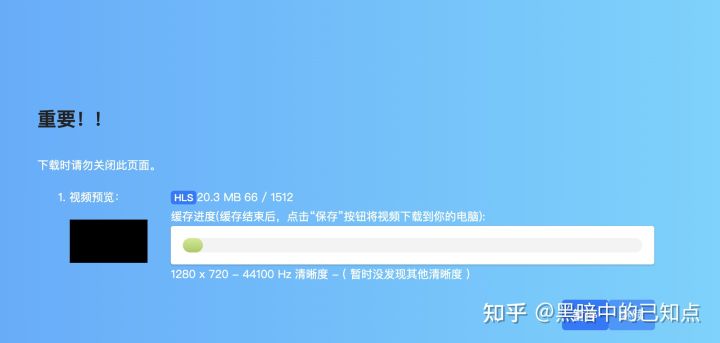 重要！！
下载时请勿关闭此页面。
1. 视频预览：
HLS 20.3 MB 66 / 1512
缓存进度(缓存结束后，点击“保存”按钮将视频下载到你的电脑):
1280 x 720 - 44100 Hz 清晰度 - ( 暂时没发现其他清晰度 )
知乎 @黑暗中的已知点